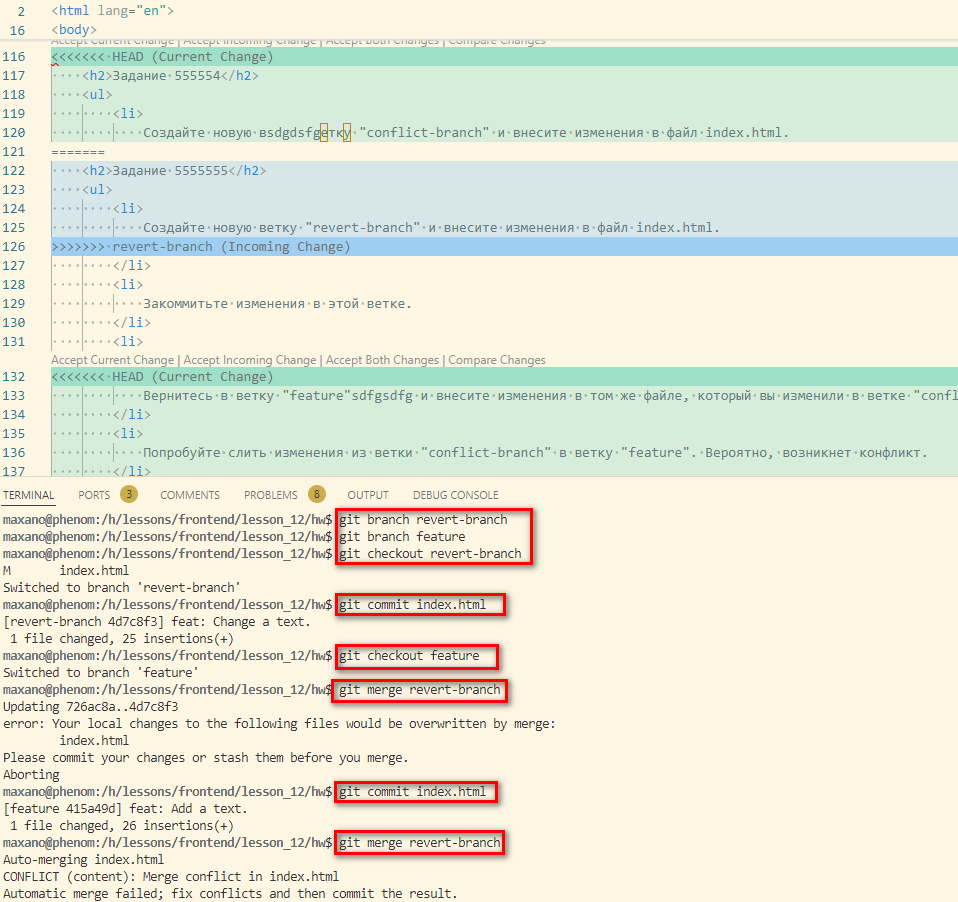 2 <html lang="en">
16 <body>
Accept Current Change | Accept Incoming Change | Accept Both Changes | Compare Changes
116 <<<<<<< HEAD (Current Change)
117 <h2>Задание 555554</h2>
118 <ul>
119 <li>
120 Создайте новую вsdgdsfgетку "conflict-branch" и внесите изменения в файл index.html.
121 =======
122 <h2>Задание 5555555</h2>
123 <ul>
124 <li>
125 Создайте новую ветку "revert-branch" и внесите изменения в файл index.html.
126 >>>>>>> revert-branch (Incoming Change)
127 </li>
128 <li>
129 Закоммитьте изменения в этой ветке.
130 </li>
131 <li>
Accept Current Change | Accept Incoming Change | Accept Both Changes | Compare Changes
132 <<<<<<< HEAD (Current Change)
133 Вернитесь в ветку "feature"sdfgsdfg и внесите изменения в том же файле, который вы изменили в ветке "confl
134 </li>
135 <li>
136 Попробуйте слить изменения из ветки "conflict-branch" в ветку "feature". Вероятно, возникнет конфликт.
137 </li>
TERMINAL PORTS 3 COMMENTS PROBLEMS 8 OUTPUT DEBUG CONSOLE
maxano@phenom:/h/lessons/frontend/lesson_12/hw$ git branch revert-branch
maxano@phenom:/h/lessons/frontend/lesson_12/hw$ git branch feature
maxano@phenom:/h/lessons/frontend/lesson_12/hw$ git checkout revert-branch
M index.html
Switched to branch 'revert-branch'
maxano@phenom:/h/lessons/frontend/lesson_12/hw$ git commit index.html
[revert-branch 4d7c8f3] feat: Change a text.
1 file changed, 25 insertions(+)
maxano@phenom:/h/lessons/frontend/lesson_12/hw$ git checkout feature
Switched to branch 'feature'
maxano@phenom:/h/lessons/frontend/lesson_12/hw$ git merge revert-branch
Updating 726ac8a..4d7c8f3
error: Your local changes to the following files would be overwritten by merge:
index.html
Please commit your changes or stash them before you merge.
Aborting
maxano@phenom:/h/lessons/frontend/lesson_12/hw$ git commit index.html
[feature 415a49d] feat: Add a text.
1 file changed, 26 insertions(+)
maxano@phenom:/h/lessons/frontend/lesson_12/hw$ git merge revert-branch
Auto-merging index.html
CONFLICT (content): Merge conflict in index.html
Automatic merge failed; fix conflicts and then commit the result.